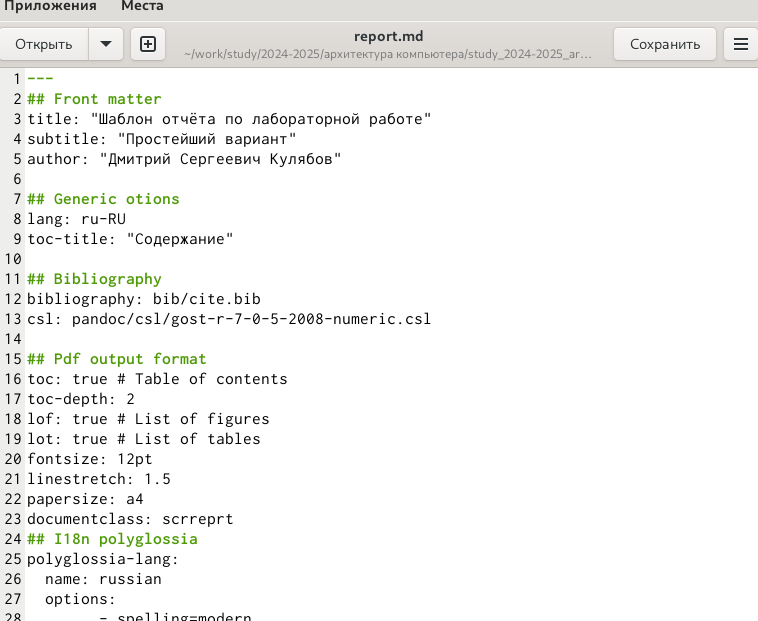 Приложения Места
Открыть
report.md
~/work/study/2024-2025/архитектура компьютера/study_2024-2025_ar...
Сохранить
1 ---
2 ## Front matter
3 title: "Шаблон отчёта по лабораторной работе"
4 subtitle: "Простейший вариант"
5 author: "Дмитрий Сергеевич Кулябов"
6
7 ## Generic otions
8 lang: ru-RU
9 toc-title: "Содержание"
10
11 ## Bibliography
12 bibliography: bib/cite.bib
13 csl: pandoc/csl/gost-r-7-0-5-2008-numeric.csl
14
15 ## Pdf output format
16 toc: true # Table of contents
17 toc-depth: 2
18 lof: true # List of figures
19 lot: true # List of tables
20 fontsize: 12pt
21 linestretch: 1.5
22 papersize: a4
23 documentclass: scrreprt
24 ## I18n polyglossia
25 polyglossia-lang:
26   name: russian
27   options:
28         - spelling=modern